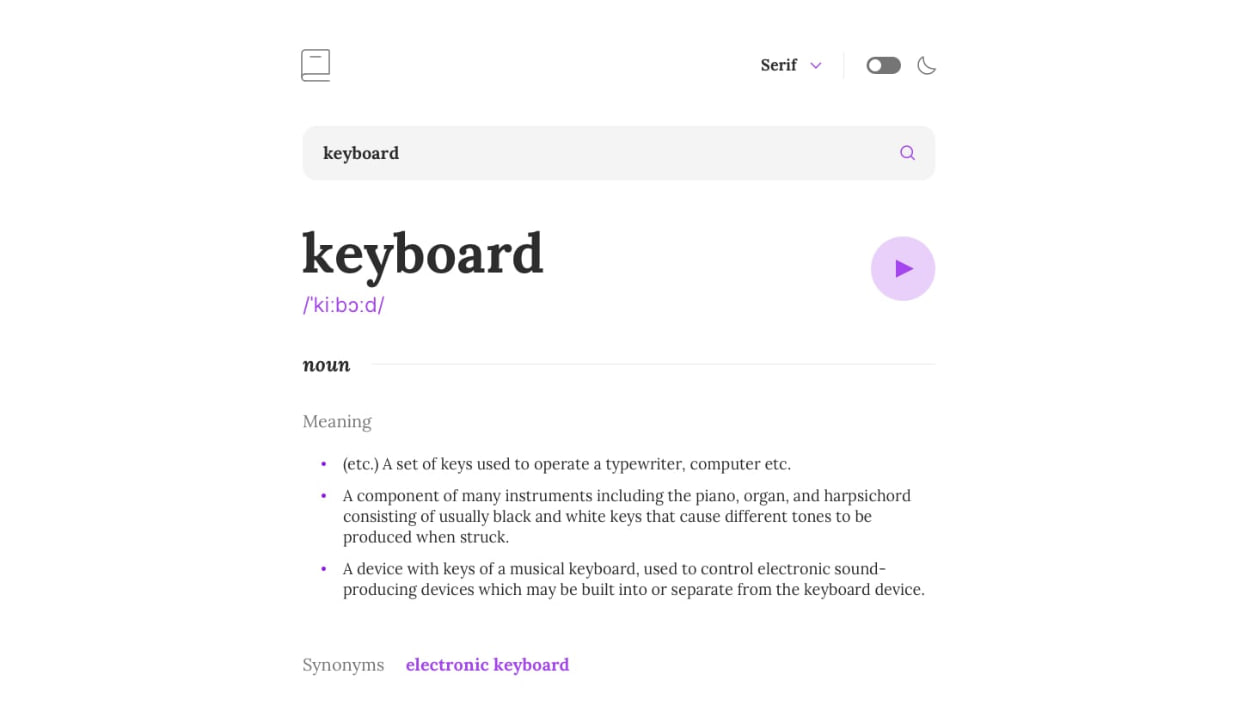 Serif
keyboard
keyboard
/ˈkiːbɔːd/
noun
Meaning
(etc.) A set of keys used to operate a typewriter, computer etc.
A component of many instruments including the piano, organ, and harpsichord
consisting of usually black and white keys that cause different tones to be
produced when struck.
A device with keys of a musical keyboard, used to control electronic sound-
producing devices which may be built into or separate from the keyboard device.
Synonyms electronic keyboard